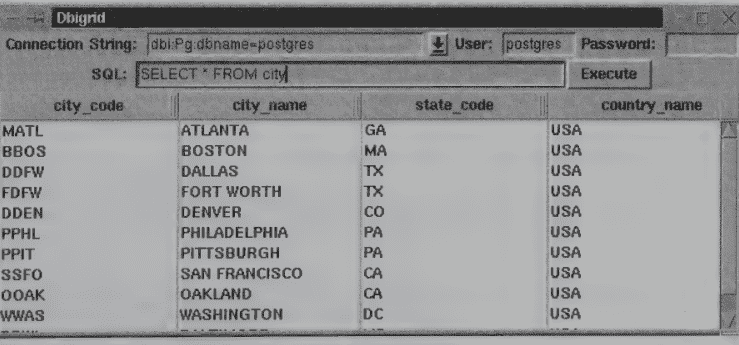 Dbigrid
Connection String: dbi:Pg:dbname=postgres User: postgres Password:
SQL: SELECT * FROM city Execute
city_code city_name state_code country_name
MATL ATLANTA GA USA
BBOS BOSTON MA USA
DDFW DALLAS TX USA
FDFW FORT WORTH TX USA
DDEN DENVER CO USA
PPHL PHILADELPHIA PA USA
PPIT PITTSBURGH PA USA
SSFO SAN FRANCISCO CA USA
OOAK OAKLAND CA USA
WWAS WASHINGTON DC USA